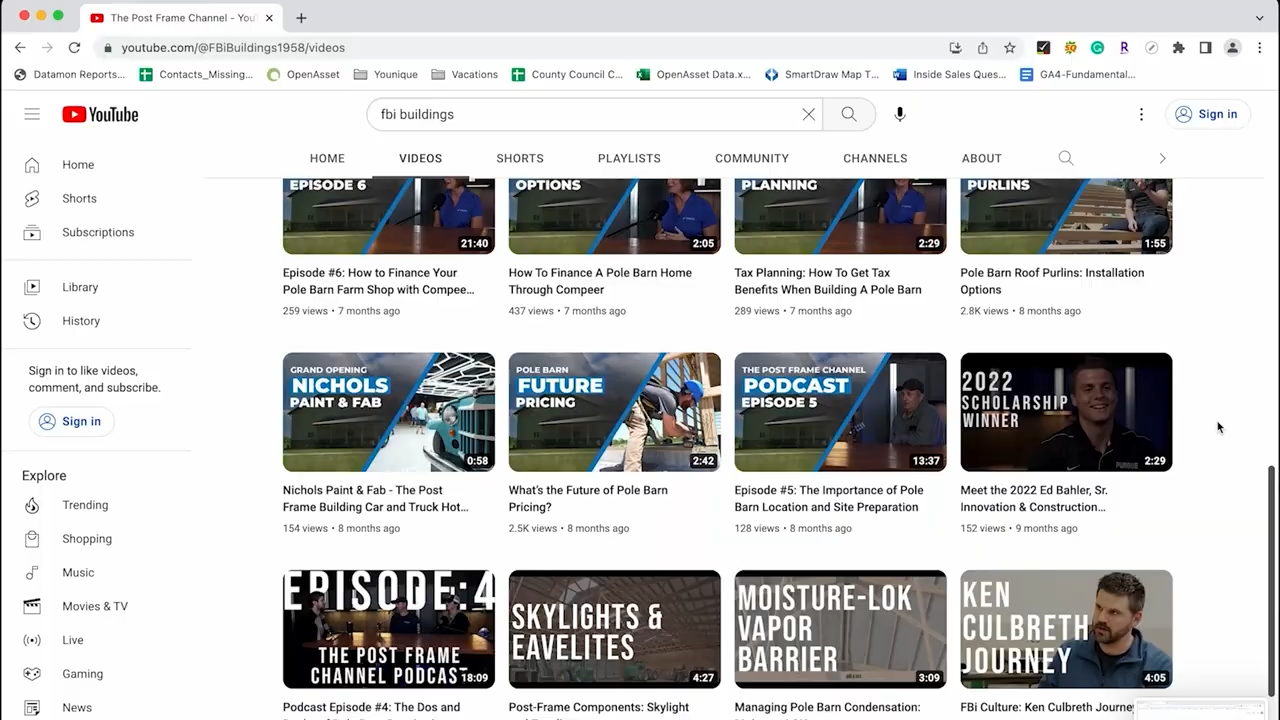 The Post Frame Channel - You
youtube.com/@FBiBuildings1958/videos
Datamon Reports...
Contacts_Missing...
OpenAsset
Younique
Vacations
County Council C...
OpenAsset Data.x...
SmartDraw Map T...
Inside Sales Ques...
GA4-Fundamental...
YouTube
fbi buildings
Sign in
HOME
VIDEOS
SHORTS
PLAYLISTS
COMMUNITY
CHANNELS
ABOUT
Home
Shorts
Subscriptions
Library
History
Sign in to like videos,
comment, and subscribe.
Sign in
Explore
Trending
Shopping
Music
Movies & TV
Live
Gaming
News
EPISODE 6
21:40
Episode #6: How to Finance Your
Pole Barn Farm Shop with Compee...
259 views • 7 months ago
OPTIONS
2:05
How To Finance A Pole Barn Home
Through Compeer
437 views • 7 months ago
PLANNING
2:29
Tax Planning: How To Get Tax
Benefits When Building A Pole Barn
289 views • 7 months ago
PURLINS
1:55
Pole Barn Roof Purlins: Installation
Options
2.8K views • 8 months ago
GRAND OPENING
NICHOLS
PAINT & FAB
0:58
Nichols Paint & Fab - The Post
Frame Building Car and Truck Hot...
154 views • 8 months ago
POLE BARN
FUTURE
PRICING
2:42
What's the Future of Pole Barn
Pricing?
2.5K views • 8 months ago
THE POST FRAME CHANNEL
PODCAST
EPISODE 5
13:37
Episode #5: The Importance of Pole
Barn Location and Site Preparation
128 views • 8 months ago
2022
SCHOLARSHIP
WINNER
PURDUE
2:29
Meet the 2022 Ed Bahler, Sr.
Innovation & Construction...
152 views • 9 months ago
EPISODE:4
THE POST FRAME
CHANNEL PODCAST
18:09
Podcast Episode #4: The Dos and
SKYLIGHTS &
EAVELITES
4:27
Post-Frame Components: Skylight
MOISTURE-LOK
VAPOR
BARRIER
3:09
Managing Pole Barn Condensation:
KEN
CULBRETH
JOURNEY
4:05
FBi Culture: Ken Culbreth Journey